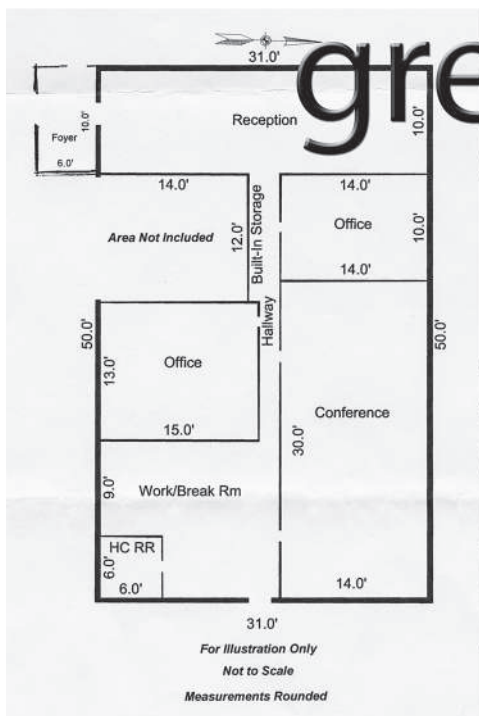 31.0'
gre
Reception
10.0'
10.0'
Foyer
6.0'
14.0'
14.0'
Area Not Included
12.0'
Built-In Storage
Office
10.0'
14.0'
Hallway
50.0'
50.0'
13.0'
Office
15.0'
Conference
30.0'
9.0'
Work/Break Rm
HC RR
6.0'
6.0'
14.0'
31.0'
For Illustration Only
Not to Scale
Measurements Rounded